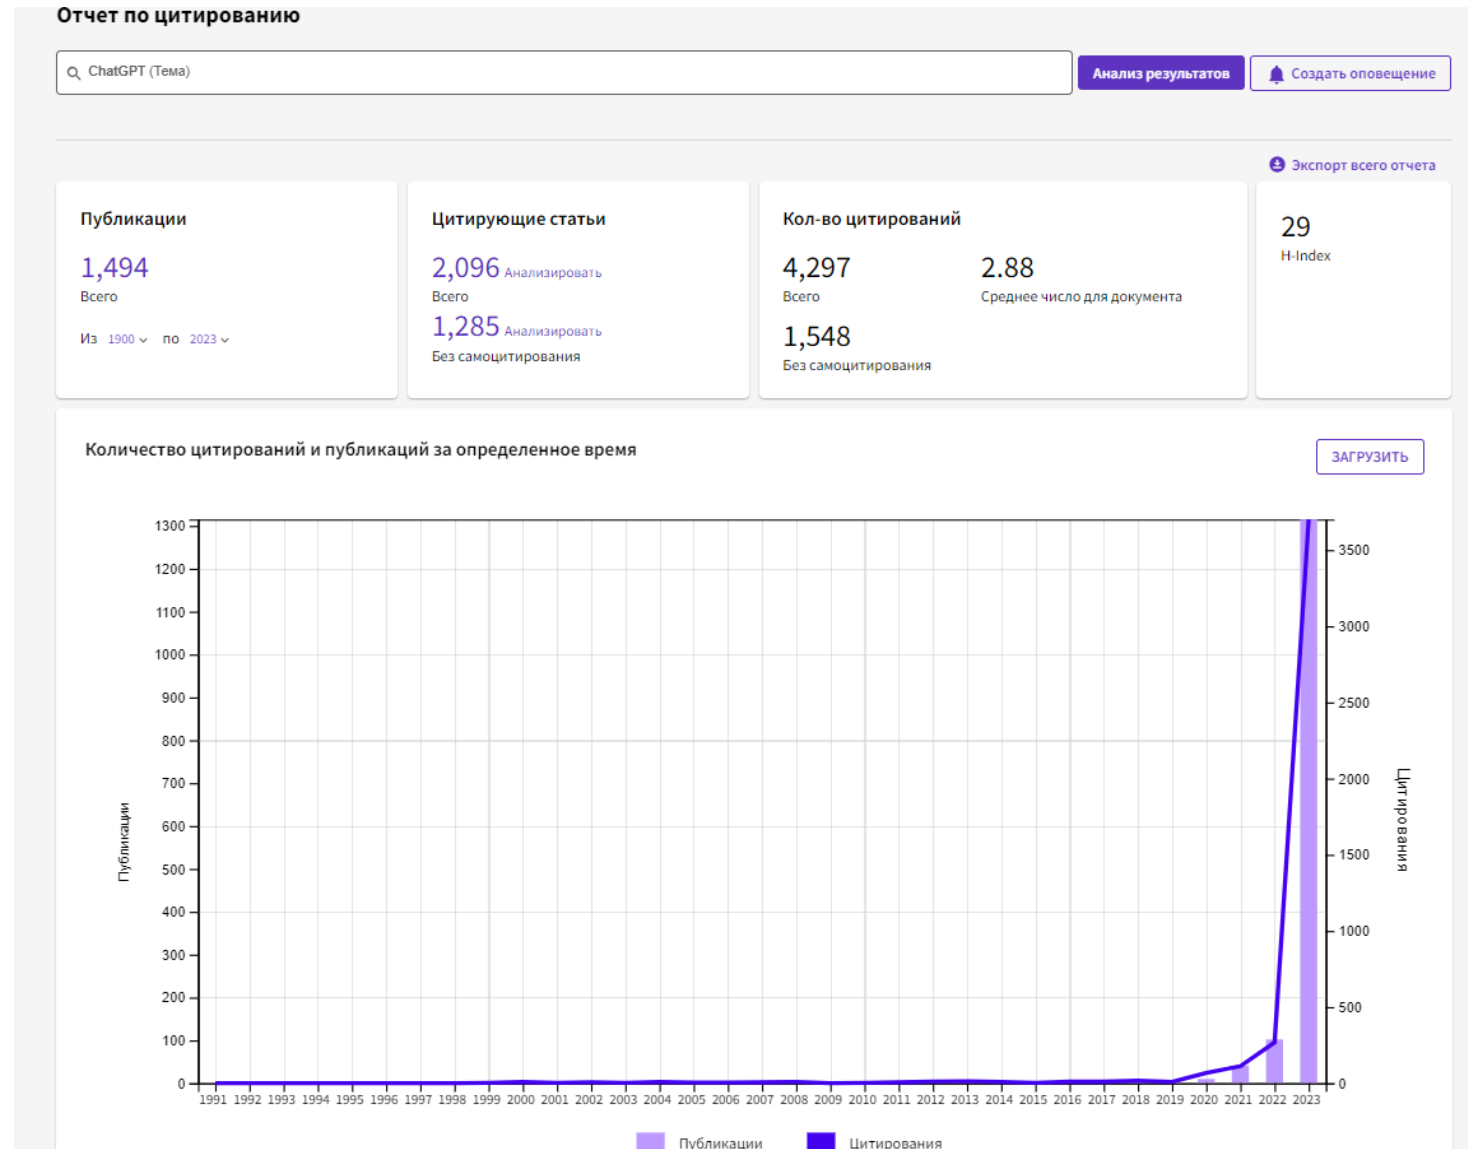 Отчет по цитированию
ChatGPT (Тема)
Анализ результатов
Создать оповещение
Экспорт всего отчета
Публикации
1,494
Всего
Из 1900 по 2023
Цитирующие статьи
2,096 Анализировать
Всего
1,285 Анализировать
Без самоцитирования
Кол-во цитирований
4,297
Всего
2.88
Среднее число для документа
1,548
Без самоцитирования
29
H-Index
Количество цитирований и публикаций за определенное время
ЗАГРУЗИТЬ
1300
1200
1100
1000
900
800
700
600
500
400
300
200
100
0
Публикации
3500
3000
2500
2000
1500
1000
500
0
Цитирования
1991 1992 1993 1994 1995 1996 1997 1998 1999 2000 2001 2002 2003 2004 2005 2006 2007 2008 2009 2010 2011 2012 2013 2014 2015 2016 2017 2018 2019 2020 2021 2022 2023
Публикации Цитирования